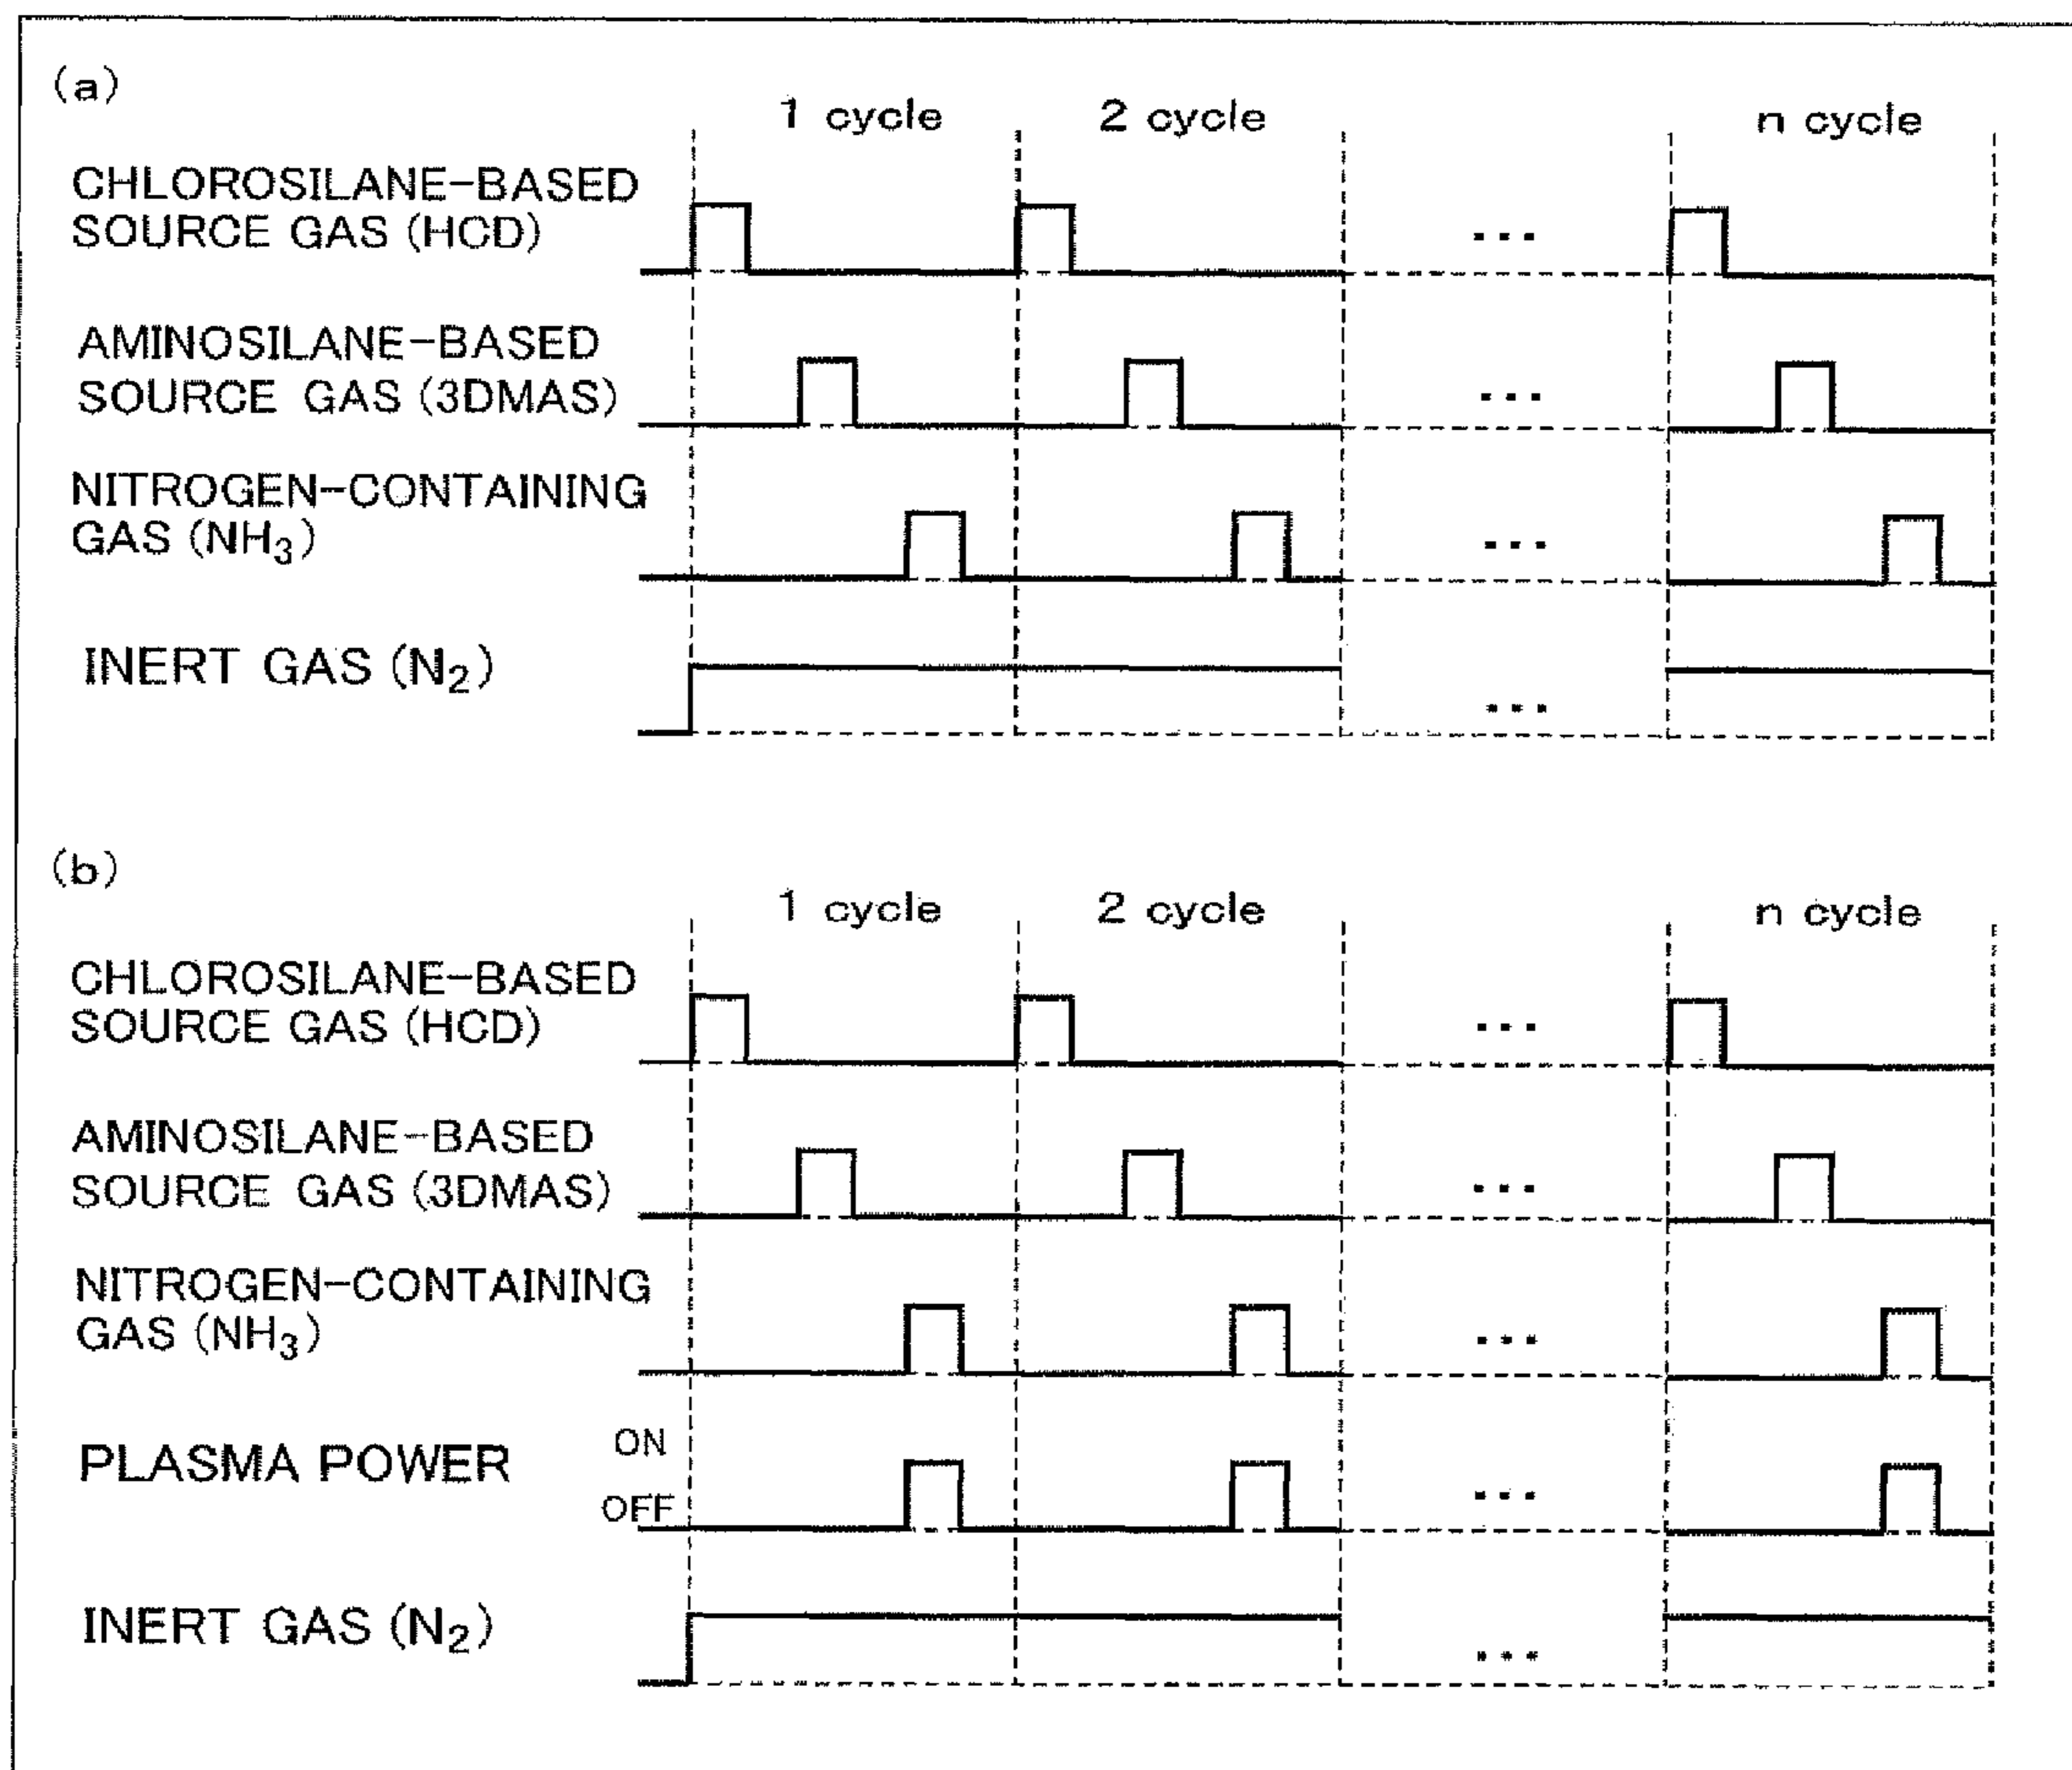 (a)
1 cycle 2 cycle n cycle
CHLOROSILANE-BASED
SOURCE GAS (HCD)
...
AMINOSILANE-BASED
SOURCE GAS (3DMAS)
...
NITROGEN-CONTAINING
GAS (NH₃)
...
INERT GAS (N₂)
...
(b)
1 cycle 2 cycle n cycle
CHLOROSILANE-BASED
SOURCE GAS (HCD)
...
AMINOSILANE-BASED
SOURCE GAS (3DMAS)
...
NITROGEN-CONTAINING
GAS (NH₃)
...
PLASMA POWER
ON
OFF
...
INERT GAS (N₂)
...